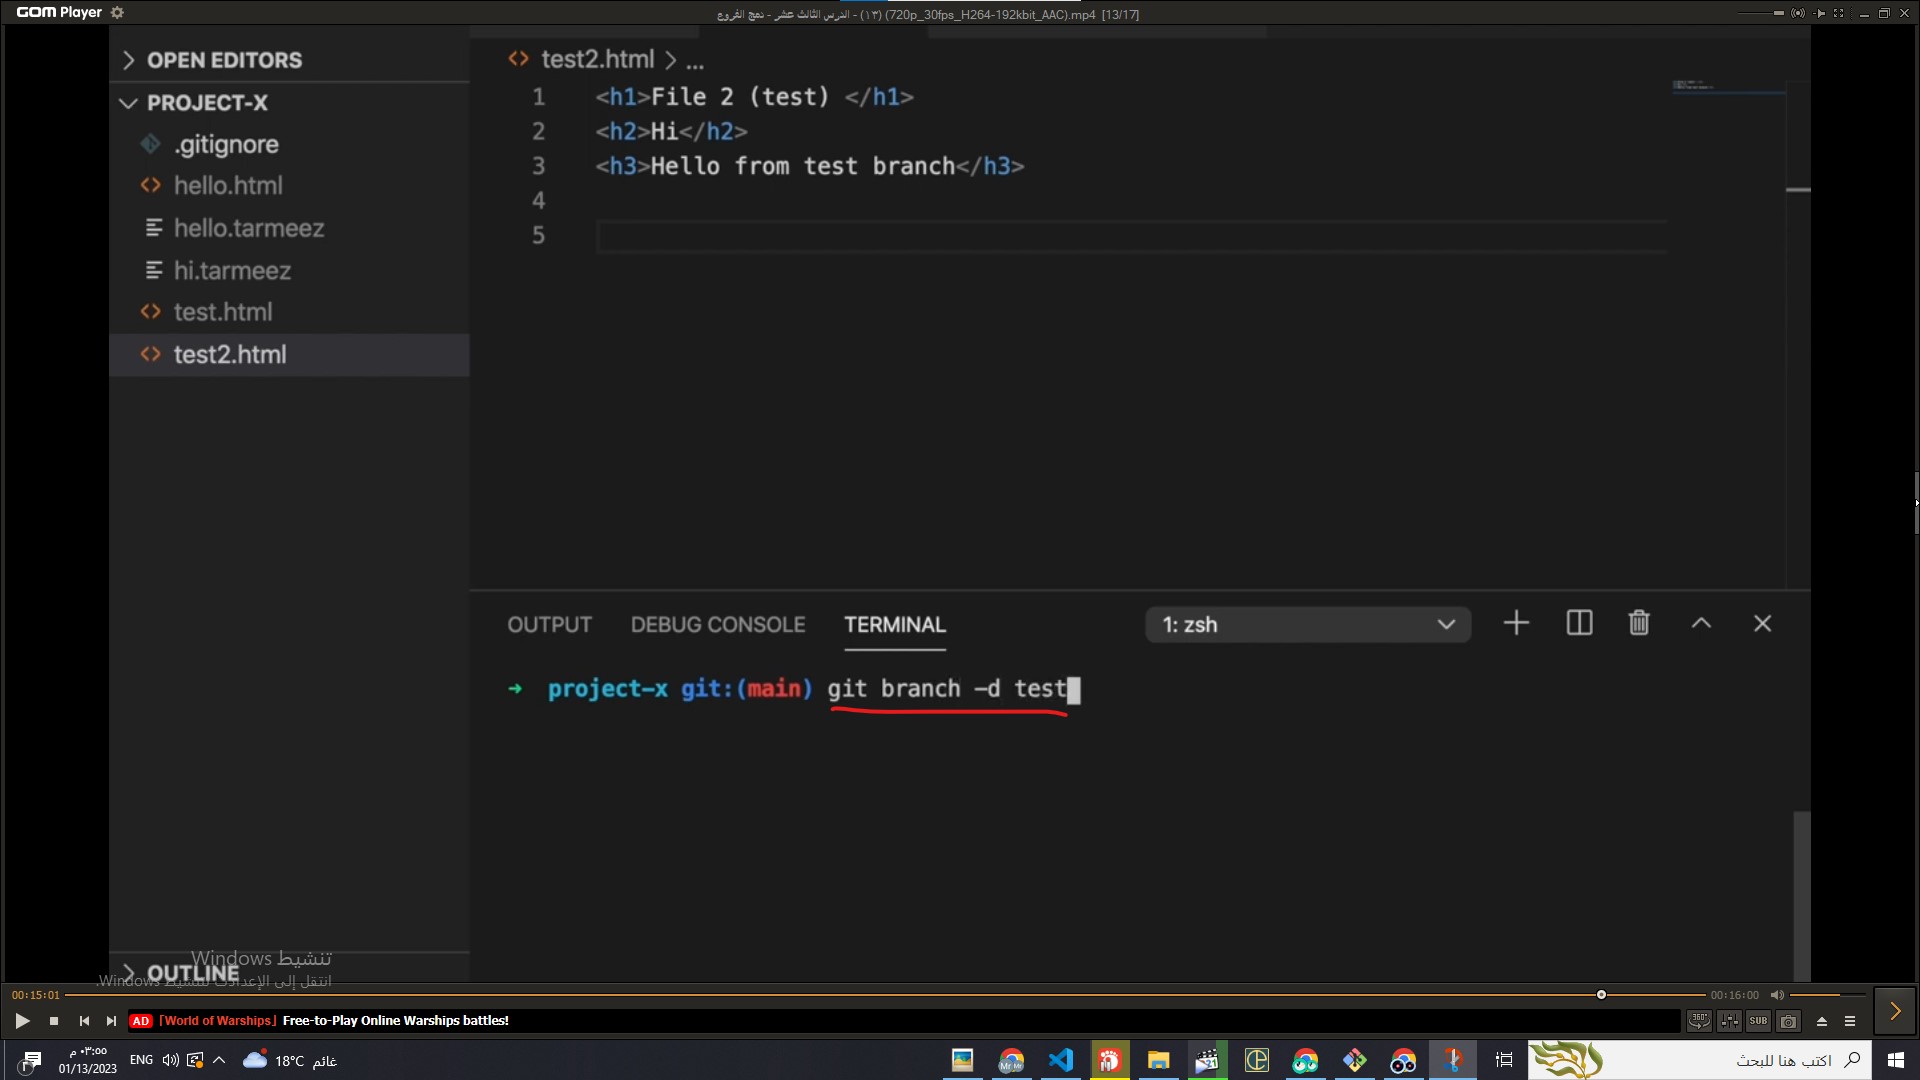 GOM Player
الدرس الثالث عشر - دمج الفروع - (١٣) (720p_30fps_H264-192kbit_AAC).mp4 [13/17]
OPEN EDITORS
PROJECT-X
.gitignore
hello.html
hello.tarmeez
hi.tarmeez
test.html
test2.html
OUTLINE
test2.html > ...
1 <h1>File 2 (test) </h1>
2 <h2>Hi</h2>
3 <h3>Hello from test branch</h3>
4
5
OUTPUT DEBUG CONSOLE TERMINAL 1: zsh
→ project-x git:(main) git branch -d test
تنشيط Windows
انتقل إلى الإعدادات لتنشيط Windows.
00:15:01 00:16:00
AD [World of Warships] Free-to-Play Online Warships battles!
360° SUB
٠٣:٥٥ م
01/13/2023
ENG
18°C غائم
اكتب هنا للبحث